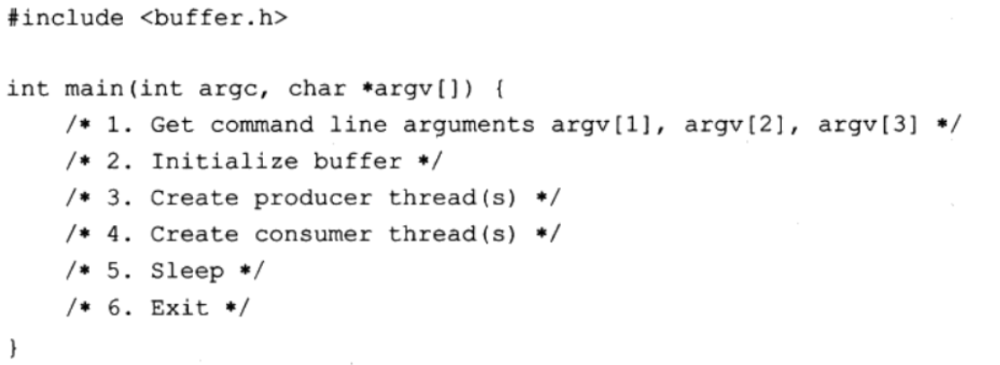 #include <buffer.h>
int main(int argc, char *argv[]) {
/* 1. Get command line arguments argv[1], argv[2], argv[3] */
/* 2. Initialize buffer */
/* 3. Create producer thread(s) */
/* 4. Create consumer thread(s) */
/* 5. Sleep */
/* 6. Exit */
}